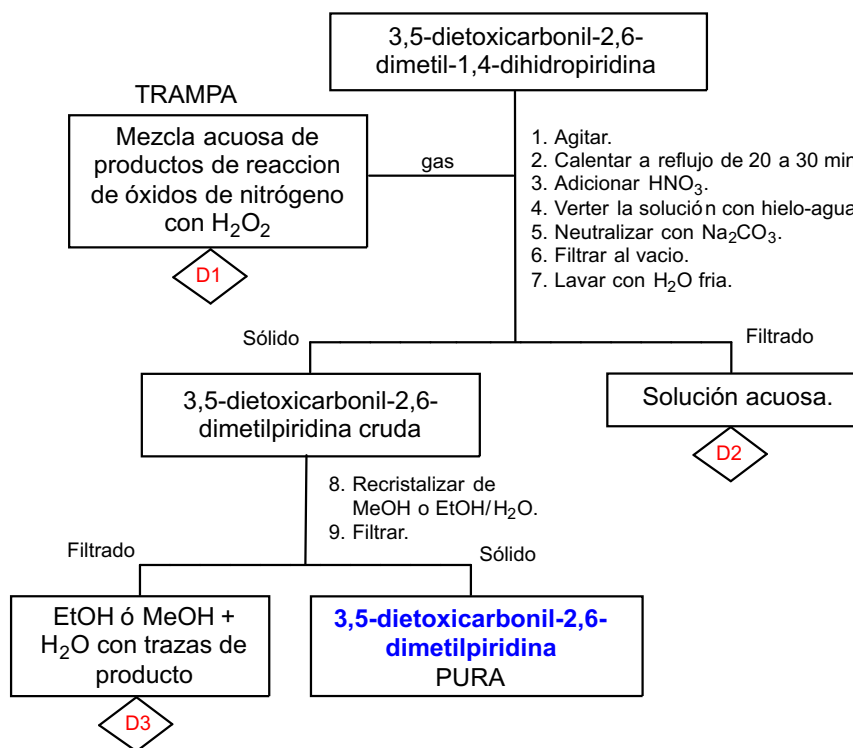 3,5-dietoxicarbonil-2,6-
dimetil-1,4-dihidropiridina
TRAMPA
Mezcla acuosa de
productos de reaccion
de óxidos de nitrógeno
con H₂O₂
gas
D1
1. Agitar.
2. Calentar a reflujo de 20 a 30 min
3. Adicionar HNO₃.
4. Verter la solución con hielo-agua
5. Neutralizar con Na₂CO₃.
6. Filtrar al vacio.
7. Lavar con H₂O fria.
Sólido
Filtrado
3,5-dietoxicarbonil-2,6-
dimetilpiridina cruda
Solución acuosa.
D2
8. Recristalizar de
MeOH o EtOH/H₂O.
9. Filtrar.
Filtrado
Sólido
EtOH ó MeOH +
H₂O con trazas de
producto
D3
3,5-dietoxicarbonil-2,6-
dimetilpiridina
PURA